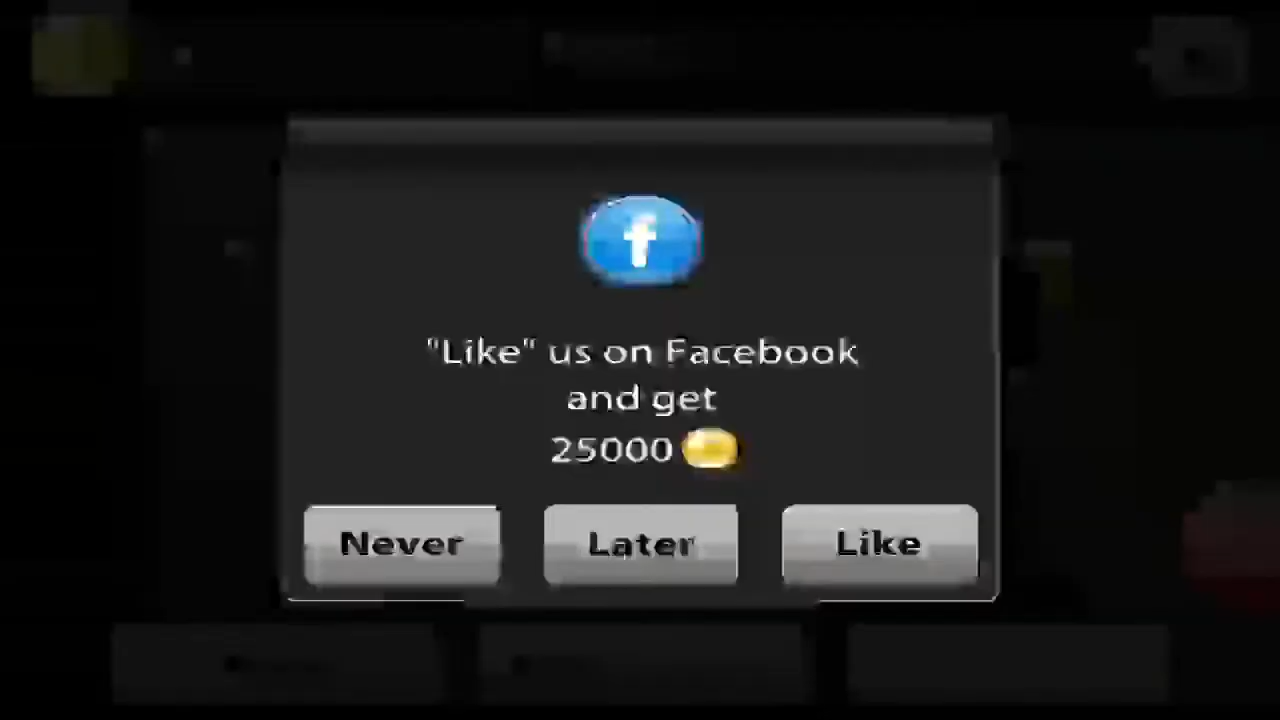 f
"Like" us on Facebook
and get
25000
Never Later Like